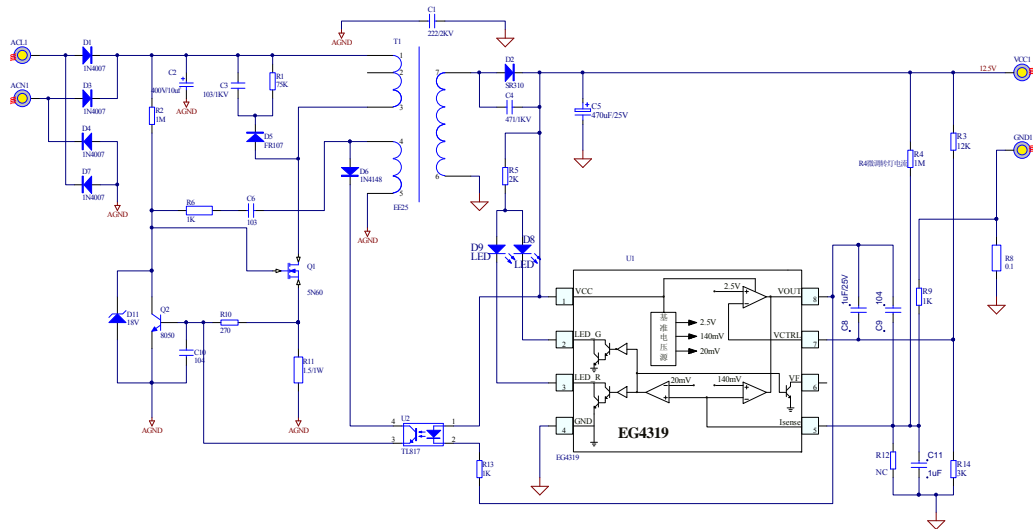 C1
222/2KV
AGND
ACL1
D1
1N4007
ACN1
D3
1N4007
D4
1N4007
D7
1N4007
AGND
C2
400V/10uf
AGND
C3
103/1KV
R1
75K
R2
1M
D5
FR107
T1
1
2
3
4
5
7
6
EE25
AGND
D6
1N4148
R6
1K
C6
103
D2
SR310
C4
471/1KV
C5
470uF/25V
12.5V
VCC1
GND1
R3
12K
R4微调转灯电流
R4
1M
R5
2K
D9
LED
D8
LED
R8
0.1
R9
1K
Q1
5N60
D11
18V
Q2
8050
C10
104
R10
270
R11
1.5/1W
AGND
AGND
AGND
U2
4
3
1
2
TL817
R13
1K
U1
1
VCC
2
LED_G
3
LED_R
4
GND
8
VOUT
7
VCTRL
6
VF
5
Isense
2.5V
基准电压源
2.5V
140mV
20mV
20mV
140mV
EG4319
EG4319
1uF/25V
C8
104
C9
R12
NC
C11
1uF
R14
3K